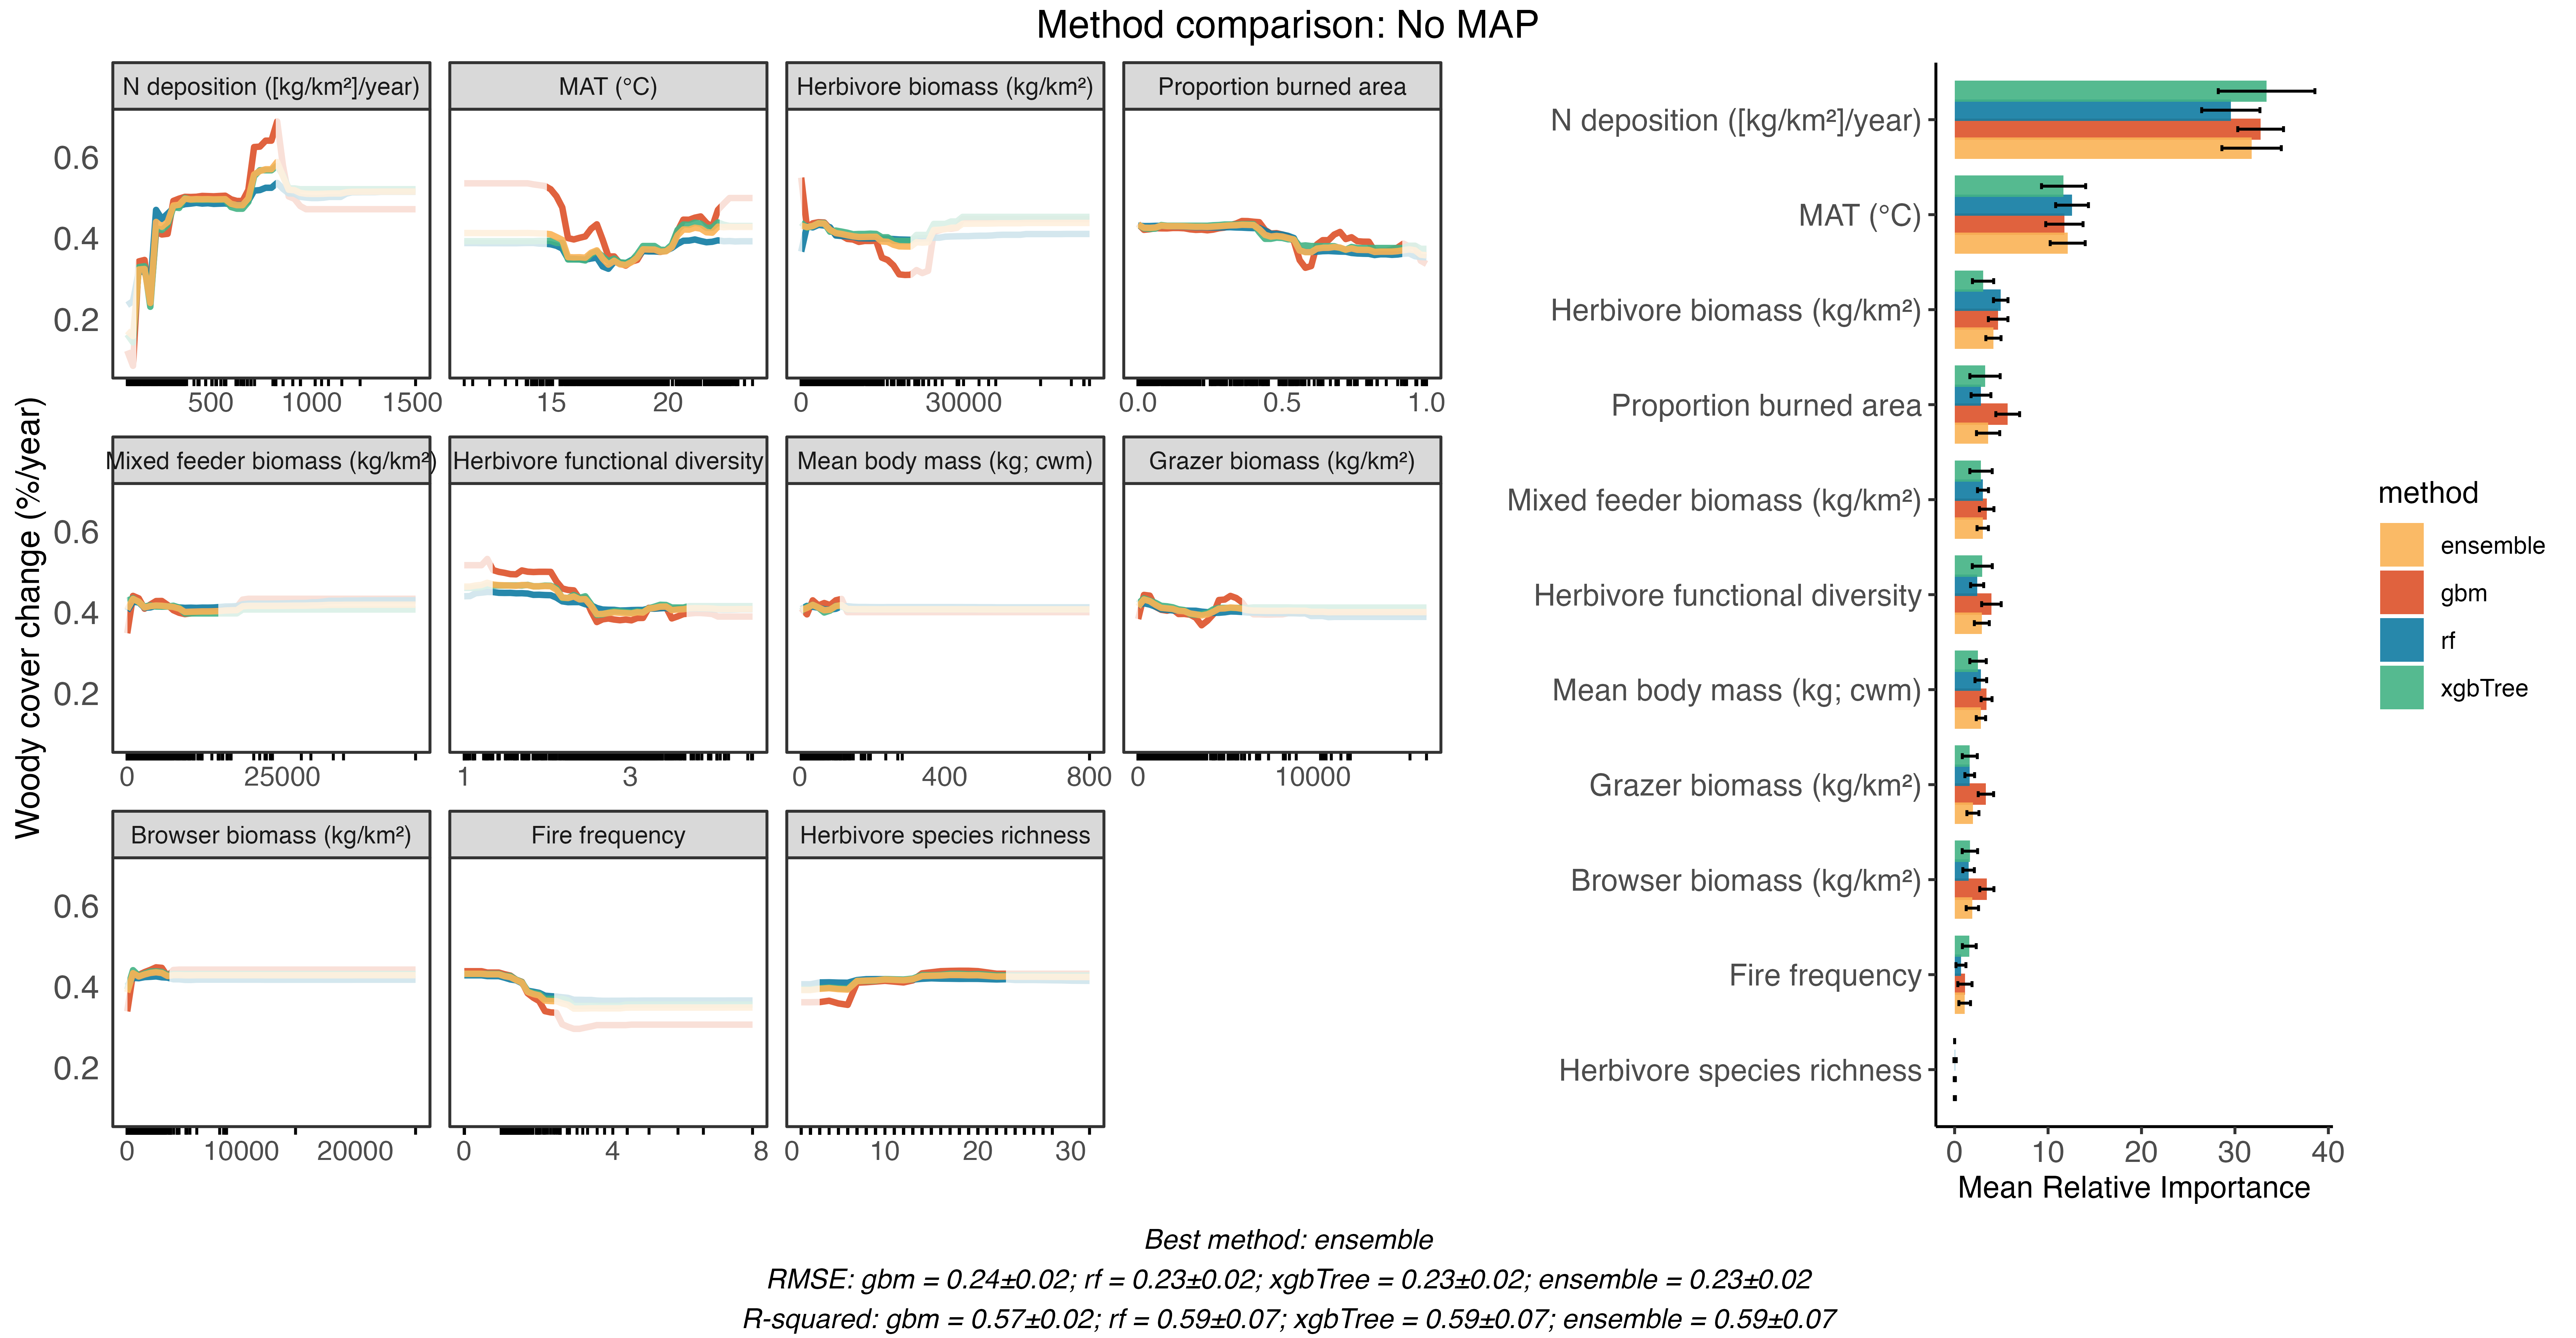 Method comparison: No MAP
Woody cover change (%/year)
N deposition ([kg/km²]/year)
MAT (°C)
Herbivore biomass (kg/km²)
Proportion burned area
0.6
0.4
0.2
500 1000 1500
15 20
0 30000
0.0 0.5 1.0
Mixed feeder biomass (kg/km²)
Herbivore functional diversity
Mean body mass (kg; cwm)
Grazer biomass (kg/km²)
0.6
0.4
0.2
0 25000
1 3
0 400 800
0 10000
Browser biomass (kg/km²)
Fire frequency
Herbivore species richness
0.6
0.4
0.2
0 10000 20000
0 4 8
0 10 20 30
N deposition ([kg/km²]/year)
MAT (°C)
Herbivore biomass (kg/km²)
Proportion burned area
Mixed feeder biomass (kg/km²)
Herbivore functional diversity
Mean body mass (kg; cwm)
Grazer biomass (kg/km²)
Browser biomass (kg/km²)
Fire frequency
Herbivore species richness
0 10 20 30 40
Mean Relative Importance
method
ensemble
gbm
rf
xgbTree
Best method: ensemble
RMSE: gbm = 0.24±0.02; rf = 0.23±0.02; xgbTree = 0.23±0.02; ensemble = 0.23±0.02
R-squared: gbm = 0.57±0.02; rf = 0.59±0.07; xgbTree = 0.59±0.07; ensemble = 0.59±0.07